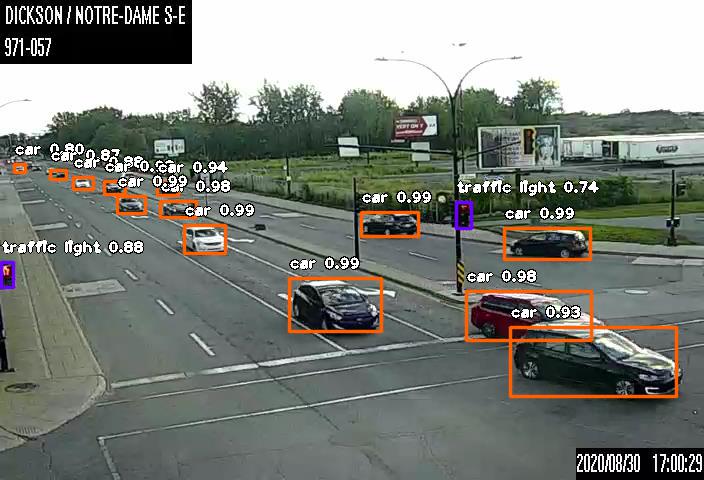 DICKSON / NOTRE-DAME S-E
971-057
car 0.80
car 0.94
car 0.99
car 0.98
car 0.99
car 0.99
traffic light 0.74
car 0.99
traffic light 0.88
car 0.99
car 0.98
car 0.93
2020/08/30 17:00:29